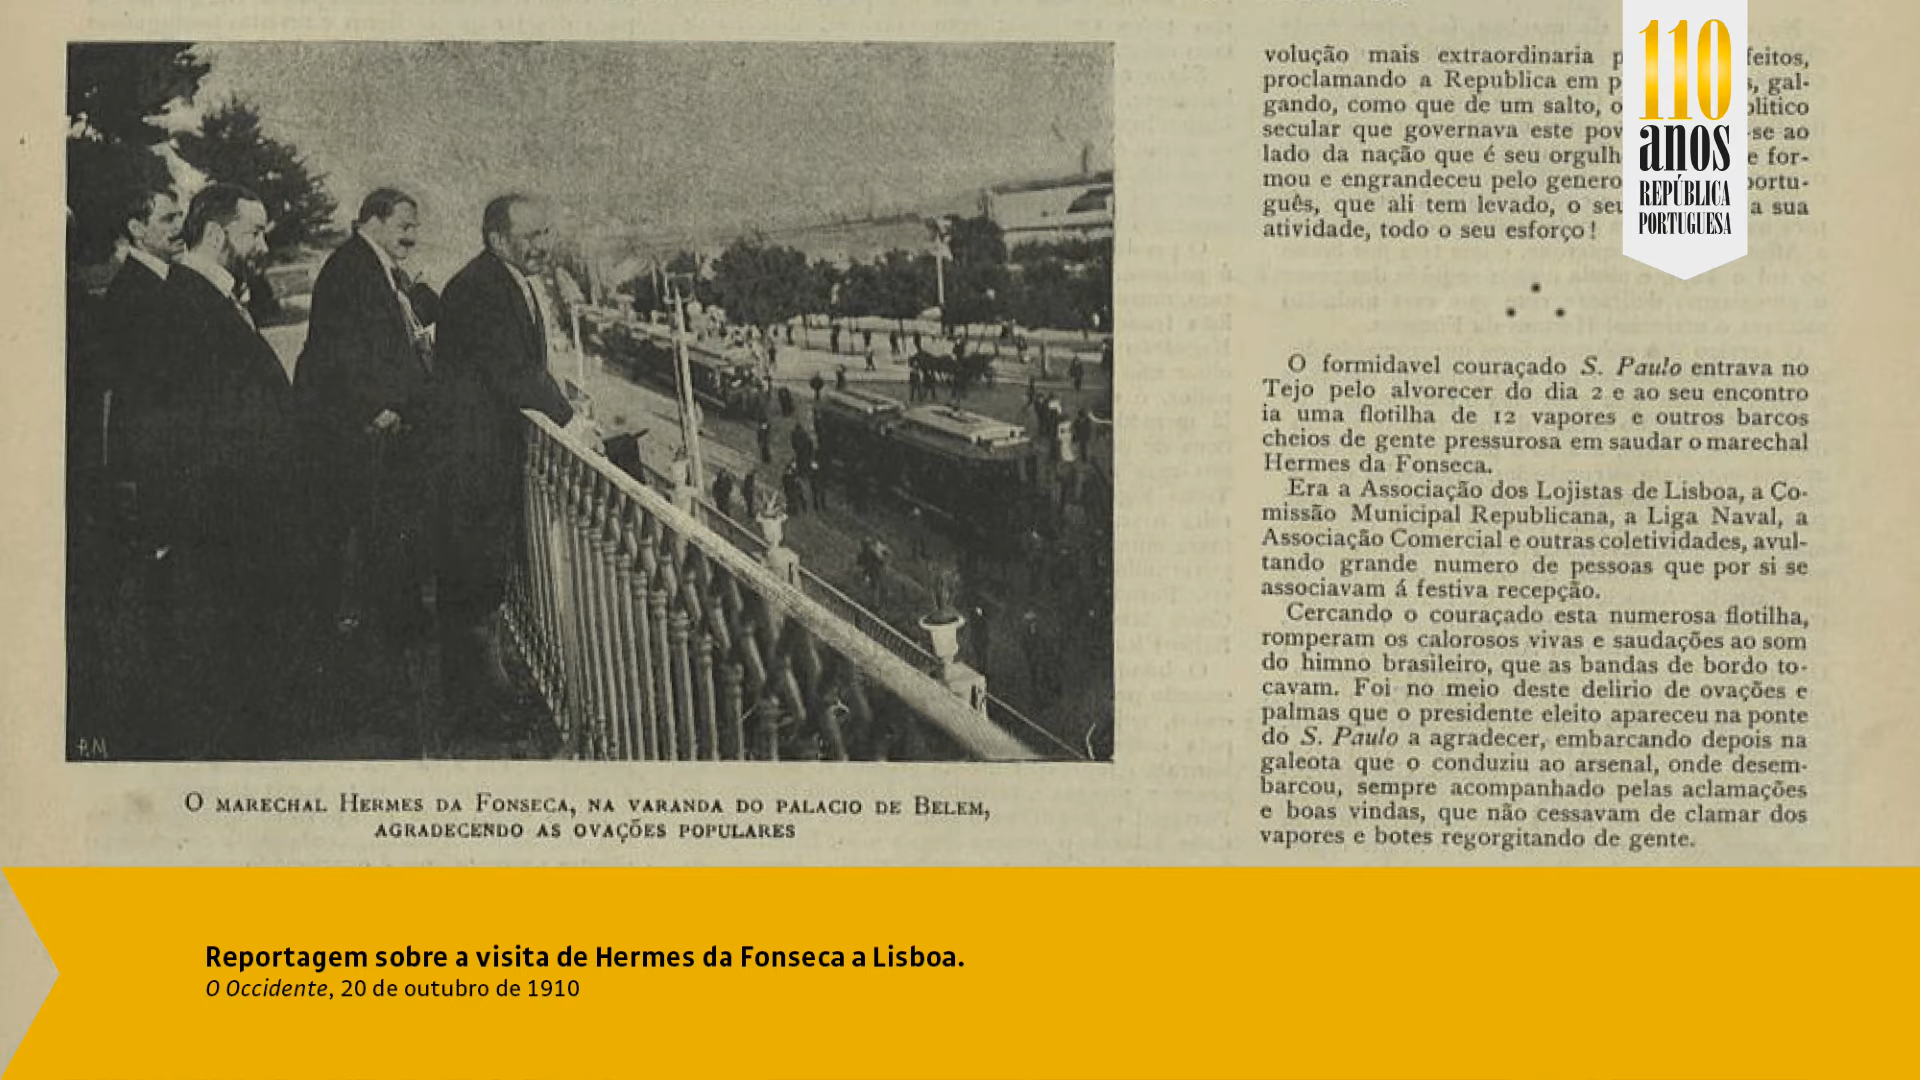 volução mais extraordinaria feitos,
proclamando a Republica em gal-
gando, como que de um salto, o
secular que governava este se ao
lado da nação que é seu e for-
mou e engrandeceu pelo
guês, que ali tem levado, o a sua
atividade, todo o seu esforço!
110
anos
REPÚBLICA
PORTUGUESA
O formidavel couraçado S. Paulo entrava no
Tejo pelo alvorecer do dia 2 e ao seu encontro
ia uma flotilha de 12 vapores e outros barcos
cheios de gente pressurosa em saudar o marechal
Hermes da Fonseca.
Era a Associação dos Lojistas de Lisboa, a Co-
missão Municipal Republicana, a Liga Naval, a
Associação Comercial e outras coletividades, avul-
tando grande numero de pessoas que por si se
associavam á festiva recepção.
Cercando o couraçado esta numerosa flotilha,
romperam os calorosos vivas e saudações ao som
do himno brasileiro, que as bandas de bordo to-
cavam. Foi no meio deste delirio de ovações e
palmas que o presidente eleito apareceu na ponte
do S. Paulo a agradecer, embarcando depois na
galeota que o conduziu ao arsenal, onde desem-
barcou, sempre acompanhado pelas aclamações
e boas vindas, que não cessavam de clamar dos
vapores e botes regorgitando de gente.
O MARECHAL HERMES DA FONSECA, NA VARANDA DO PALACIO DE BELEM,
AGRADECENDO AS OVAÇÕES POPULARES
Reportagem sobre a visita de Hermes da Fonseca a Lisboa.
O Occidente, 20 de outubro de 1910